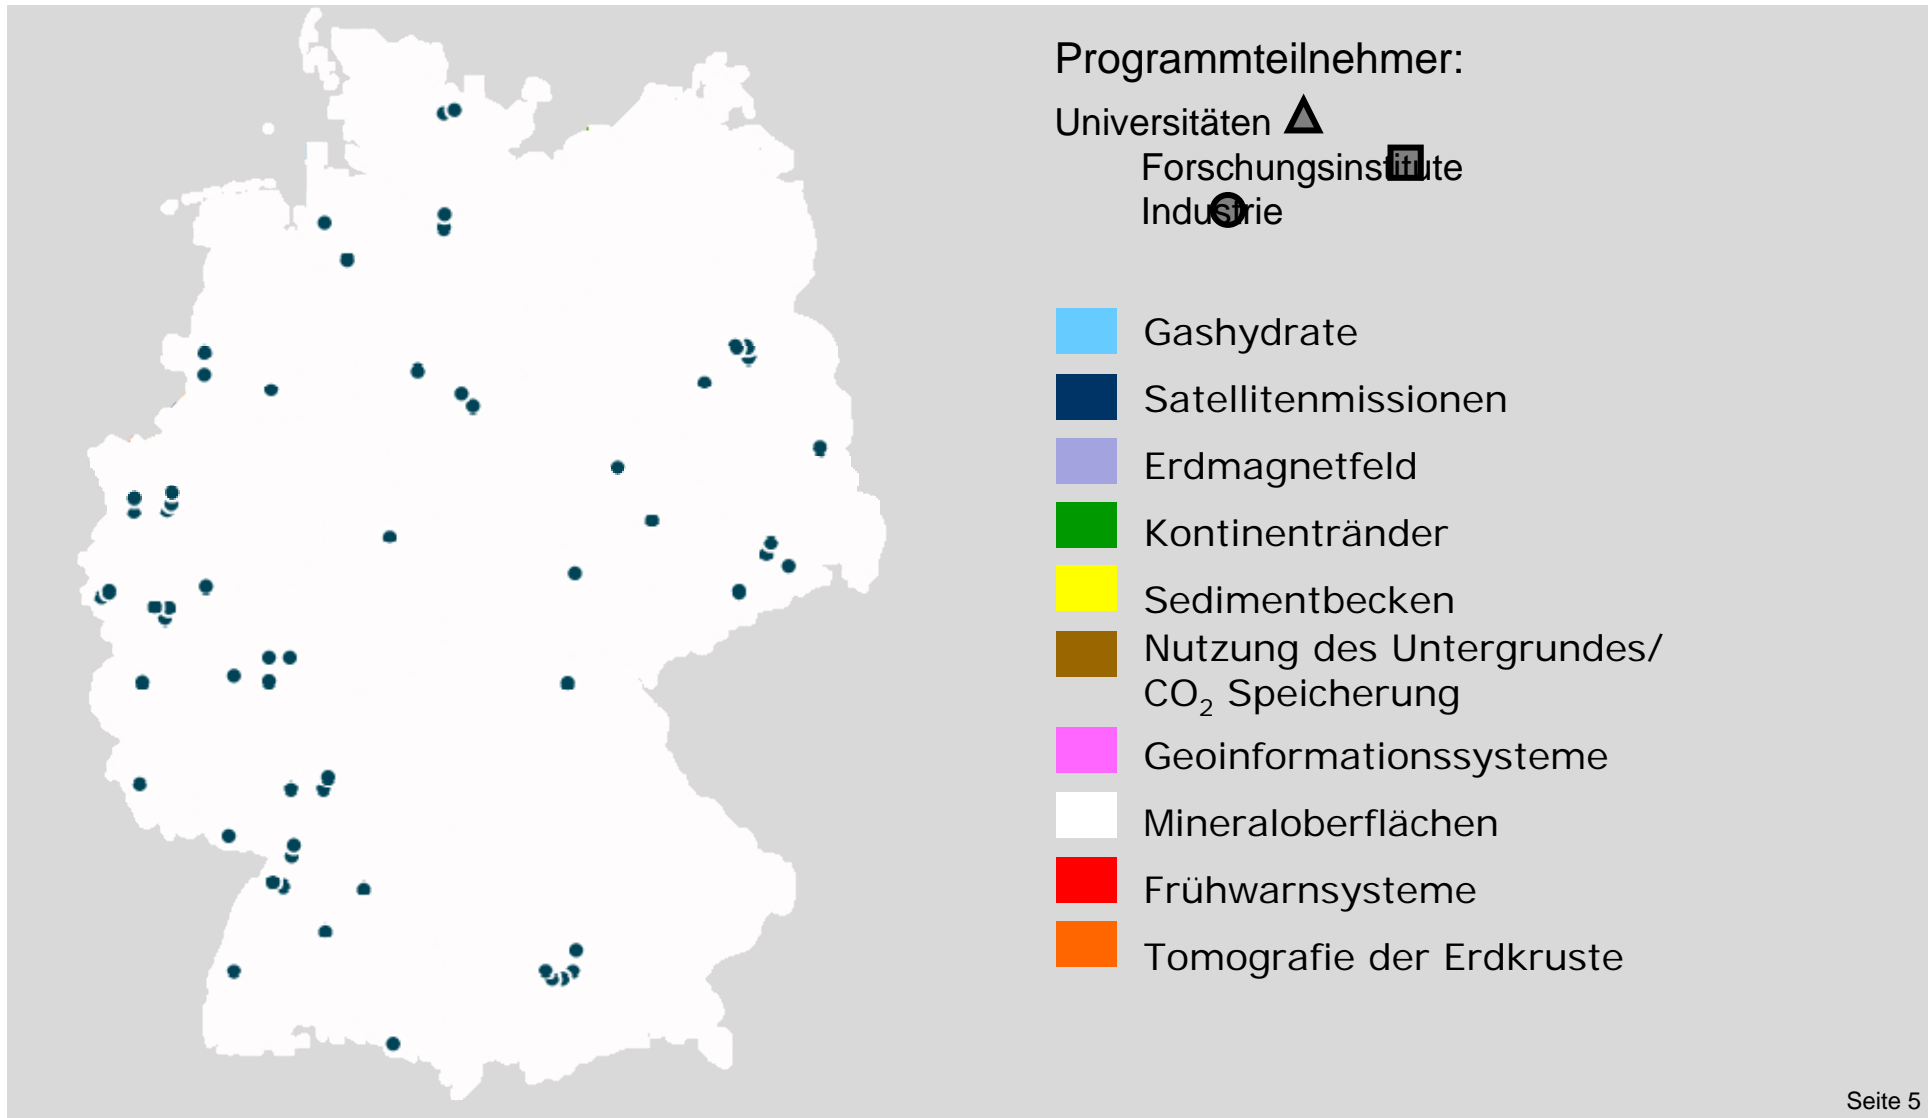 Programmteilnehmer:
Universitäten
Forschungsinstitute
Industrie
Gashydrate
Satellitenmissionen
Erdmagnetfeld
Kontinentränder
Sedimentbecken
Nutzung des Untergrundes/
CO₂ Speicherung
Geoinformationssysteme
Mineraloberflächen
Frühwarnsysteme
Tomografie der Erdkruste
Seite 5